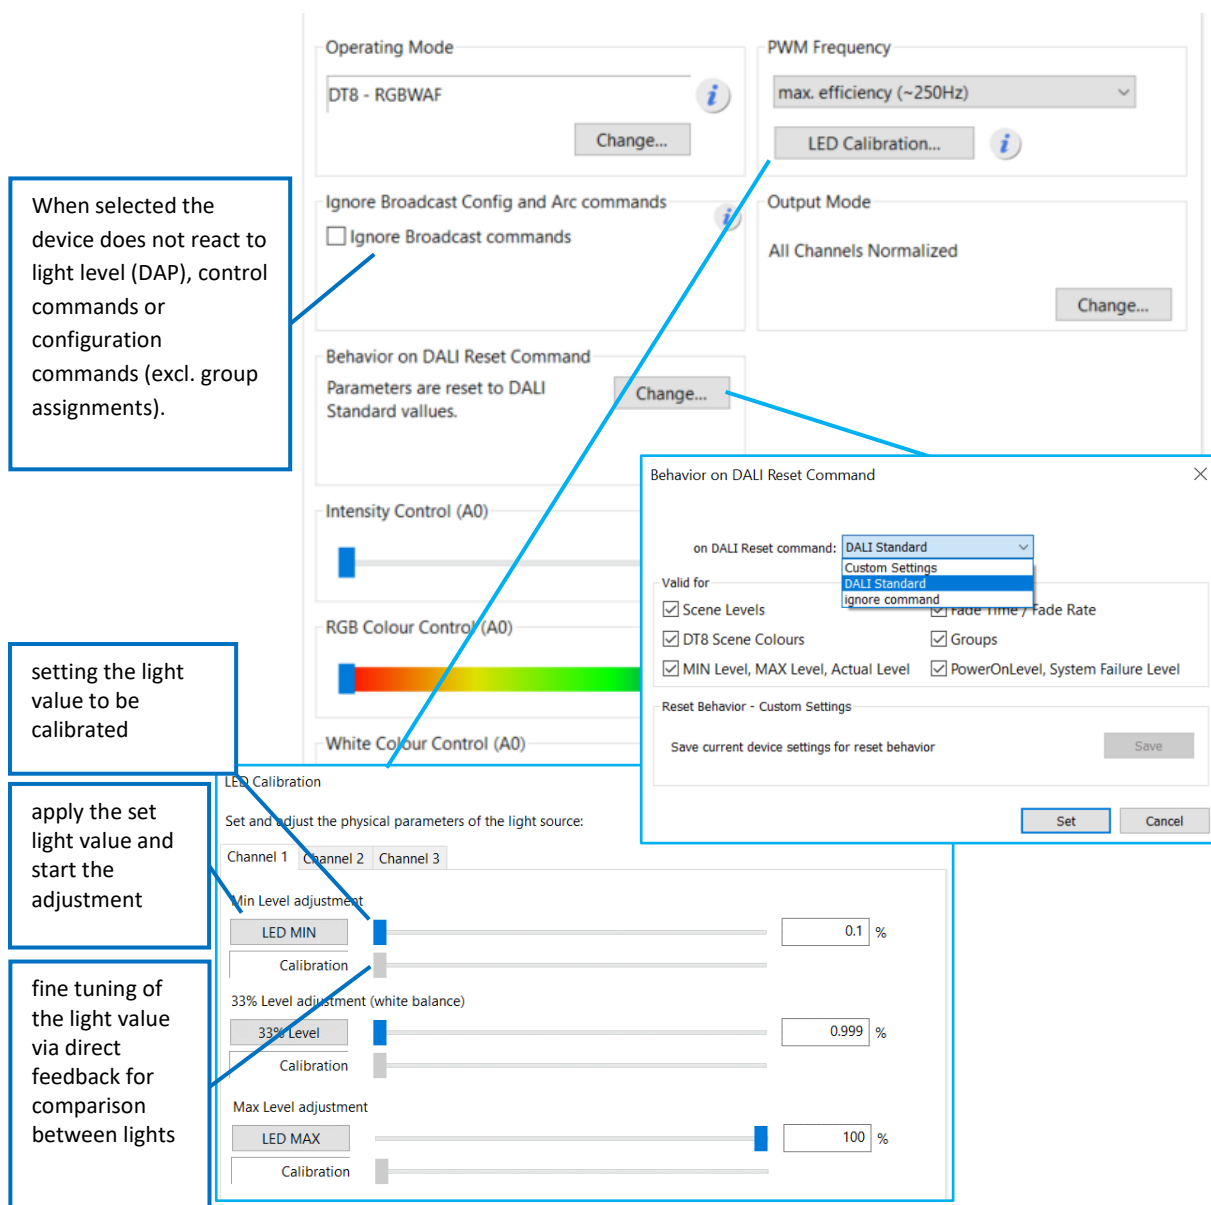 Operating Mode
DT8 - RGBWAF
i
Change...
PWM Frequency
max. efficiency (~250Hz)
LED Calibration...
i
When selected the
device does not react to
light level (DAP), control
commands or
configuration
commands (excl. group
assignments).
Ignore Broadcast Config and Arc commands
i
Ignore Broadcast commands
Output Mode
All Channels Normalized
Change...
Behavior on DALI Reset Command
Parameters are reset to DALI
Standard vallues.
Change...
Behavior on DALI Reset Command
on DALI Reset command: DALI Standard
Custom Settings
DALI Standard
ignore command
Valid for
Scene Levels
Fade Time / Fade Rate
DT8 Scene Colours
Groups
MIN Level, MAX Level, Actual Level
PowerOnLevel, System Failure Level
Reset Behavior - Custom Settings
Save current device settings for reset behavior
Save
Set
Cancel
Intensity Control (A0)
RGB Colour Control (A0)
White Colour Control (A0)
setting the light
value to be
calibrated
apply the set
light value and
start the
adjustment
fine tuning of
the light value
via direct
feedback for
comparison
between lights
LED Calibration
Set and adjust the physical parameters of the light source:
Channel 1 Channel 2 Channel 3
Min Level adjustment
LED MIN 0.1 %
Calibration
33% Level adjustment (white balance)
33% Level 0.999 %
Calibration
Max Level adjustment
LED MAX 100 %
Calibration